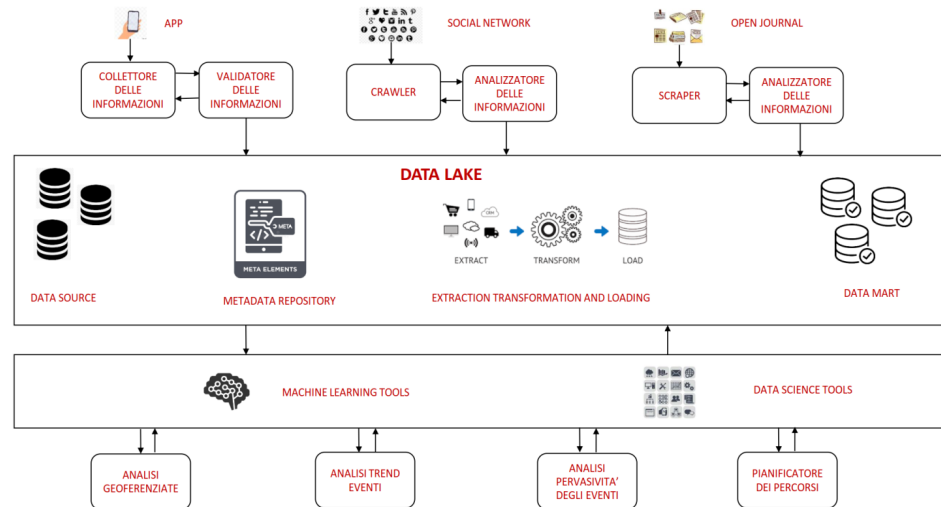 APP
SOCIAL NETWORK
OPEN JOURNAL
COLLETTORE
DELLE
INFORMAZIONI
VALIDATORE
DELLE
INFORMAZIONI
CRAWLER
ANALIZZATORE
DELLE
INFORMAZIONI
SCRAPER
ANALIZZATORE
DELLE
INFORMAZIONI
DATA LAKE
META
META ELEMENTS
EXTRACT
TRANSFORM
LOAD
DATA SOURCE
METADATA REPOSITORY
EXTRACTION TRANSFORMATION AND LOADING
DATA MART
MACHINE LEARNING TOOLS
DATA SCIENCE TOOLS
ANALISI
GEOFERENZIATE
ANALISI TREND
EVENTI
ANALISI
PERVASIVITA'
DEGLI EVENTI
PIANIFICATORE
DEI PERCORSI